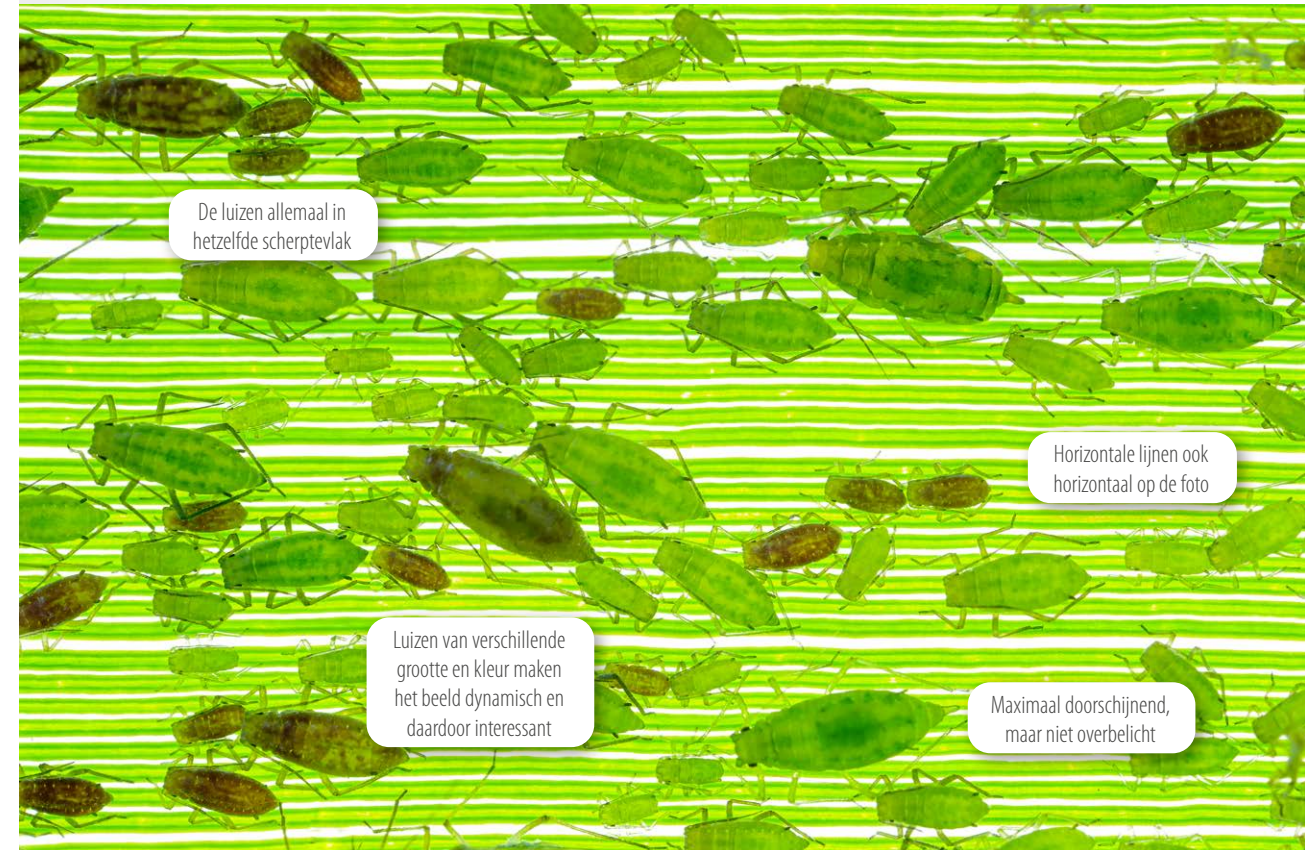 De luizen allemaal in
hetzelfde scherptevlak
Horizontale lijnen ook
horizontaal op de foto
Luizen van verschillende
grootte en kleur maken
het beeld dynamisch en
daardoor interessant
Maximaal doorschijnend,
maar niet overbelicht